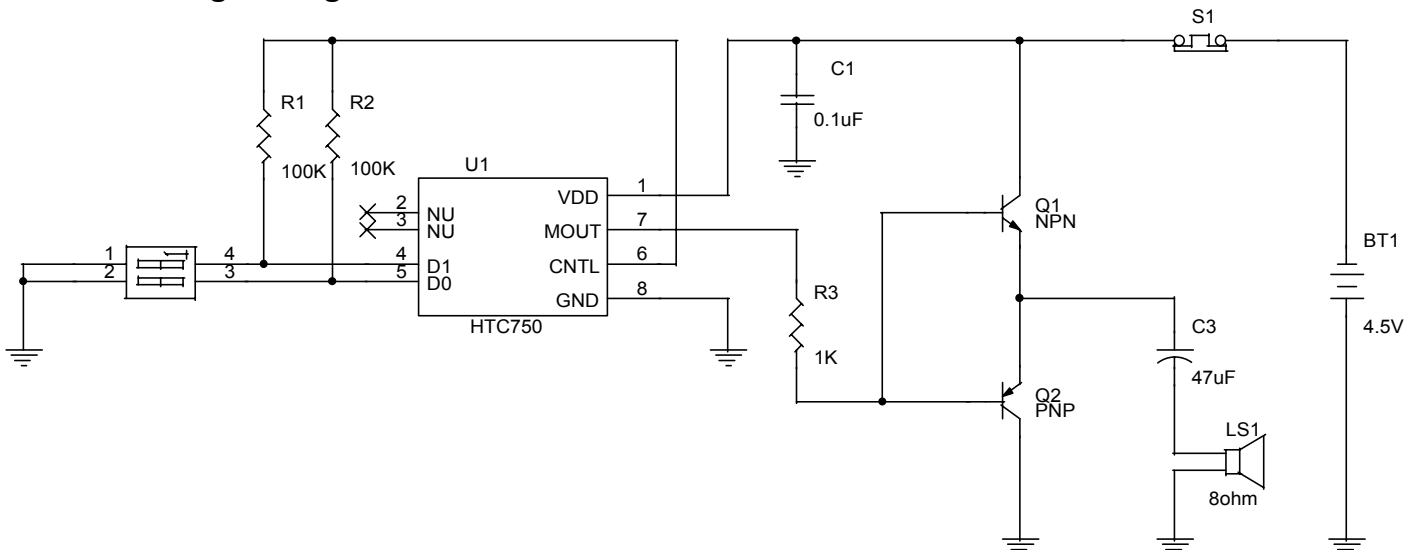 S1
C1
0.1uF
R1
R2
100K
100K
U1
VDD
1
2
NU
3
NU
MOUT
7
Q1
NPN
BT1
1
4
4
D1
CNTL
6
2
3
5
D0
GND
8
R3
HTC750
C3
4.5V
1K
47uF
Q2
PNP
LS1
8ohm